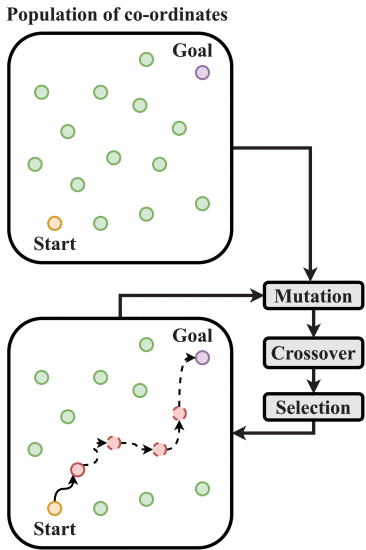 Population of co-ordinates
Goal
Start
Mutation
Crossover
Selection
Goal
Start